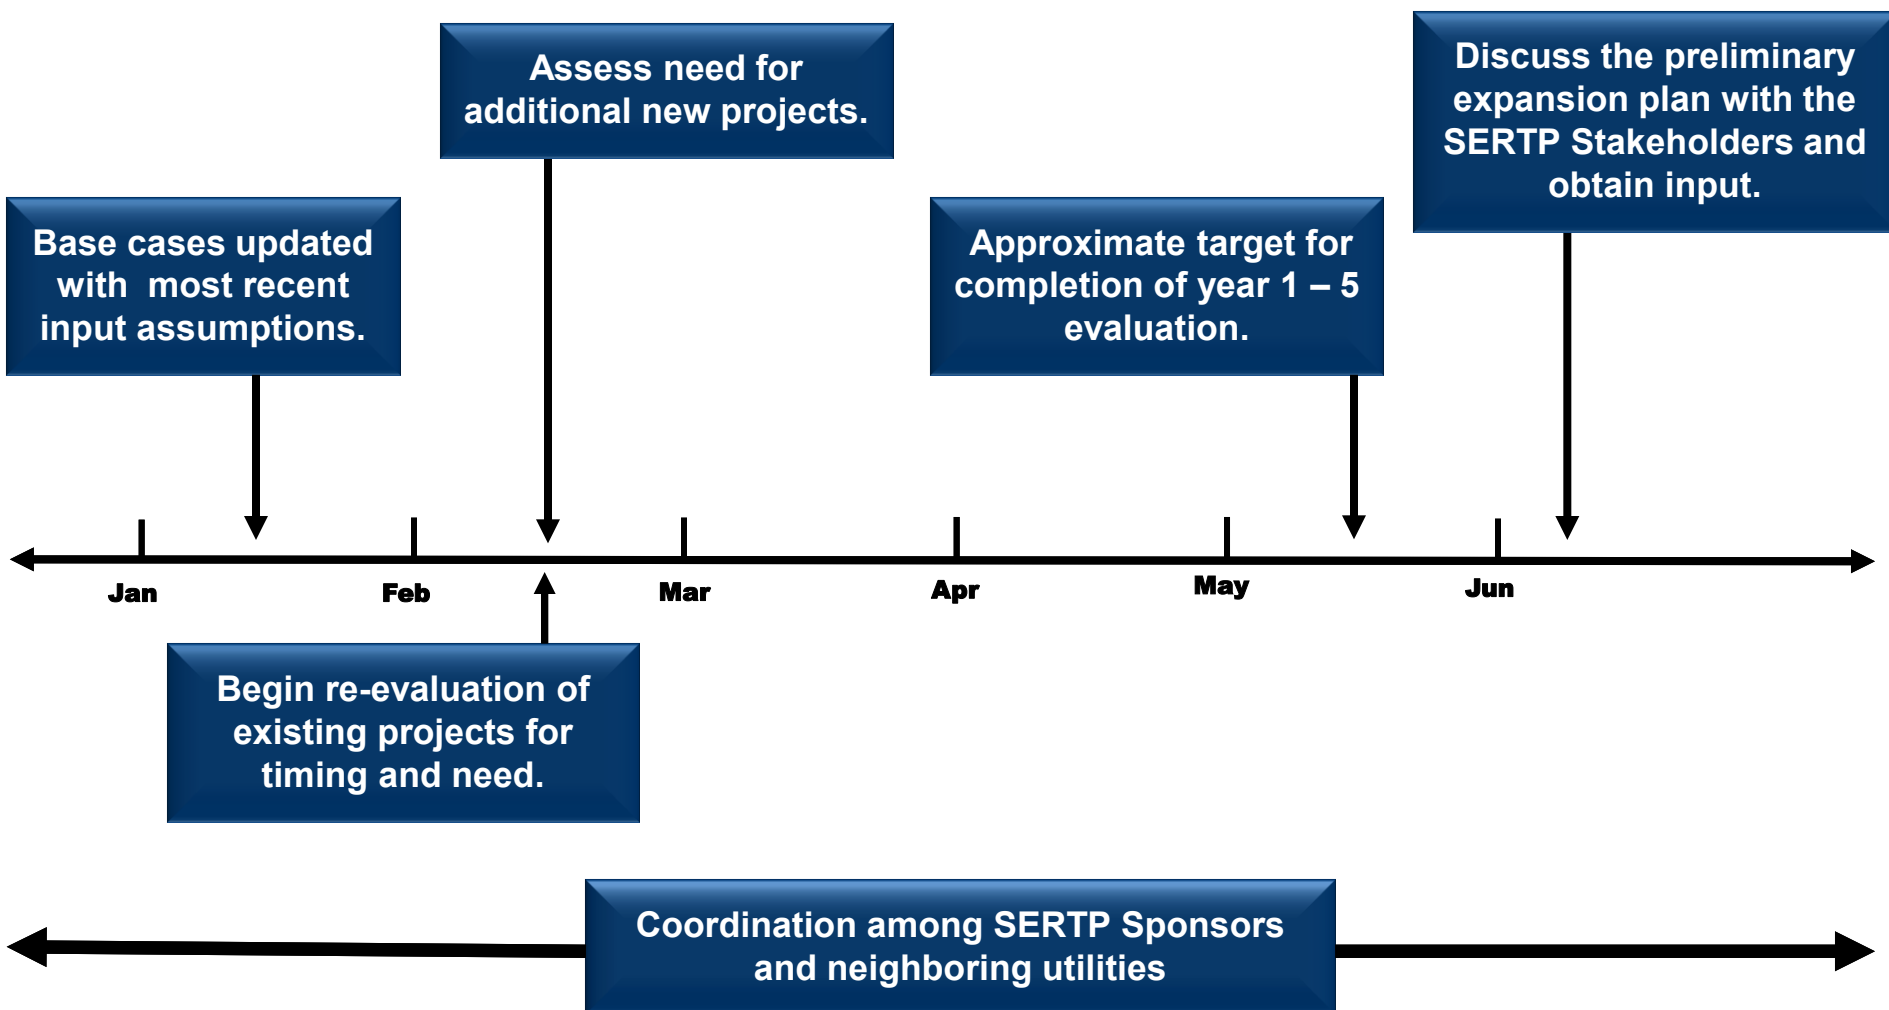 Assess need for
additional new projects.
Discuss the preliminary
expansion plan with the
SERTP Stakeholders and
obtain input.
Base cases updated
with  most recent
input assumptions.
Approximate target for
completion of year 1 – 5
evaluation.
Jan
Feb
Mar
Apr
May
Jun
Begin re-evaluation of
existing projects for
timing and need.
Coordination among SERTP Sponsors
and neighboring utilities